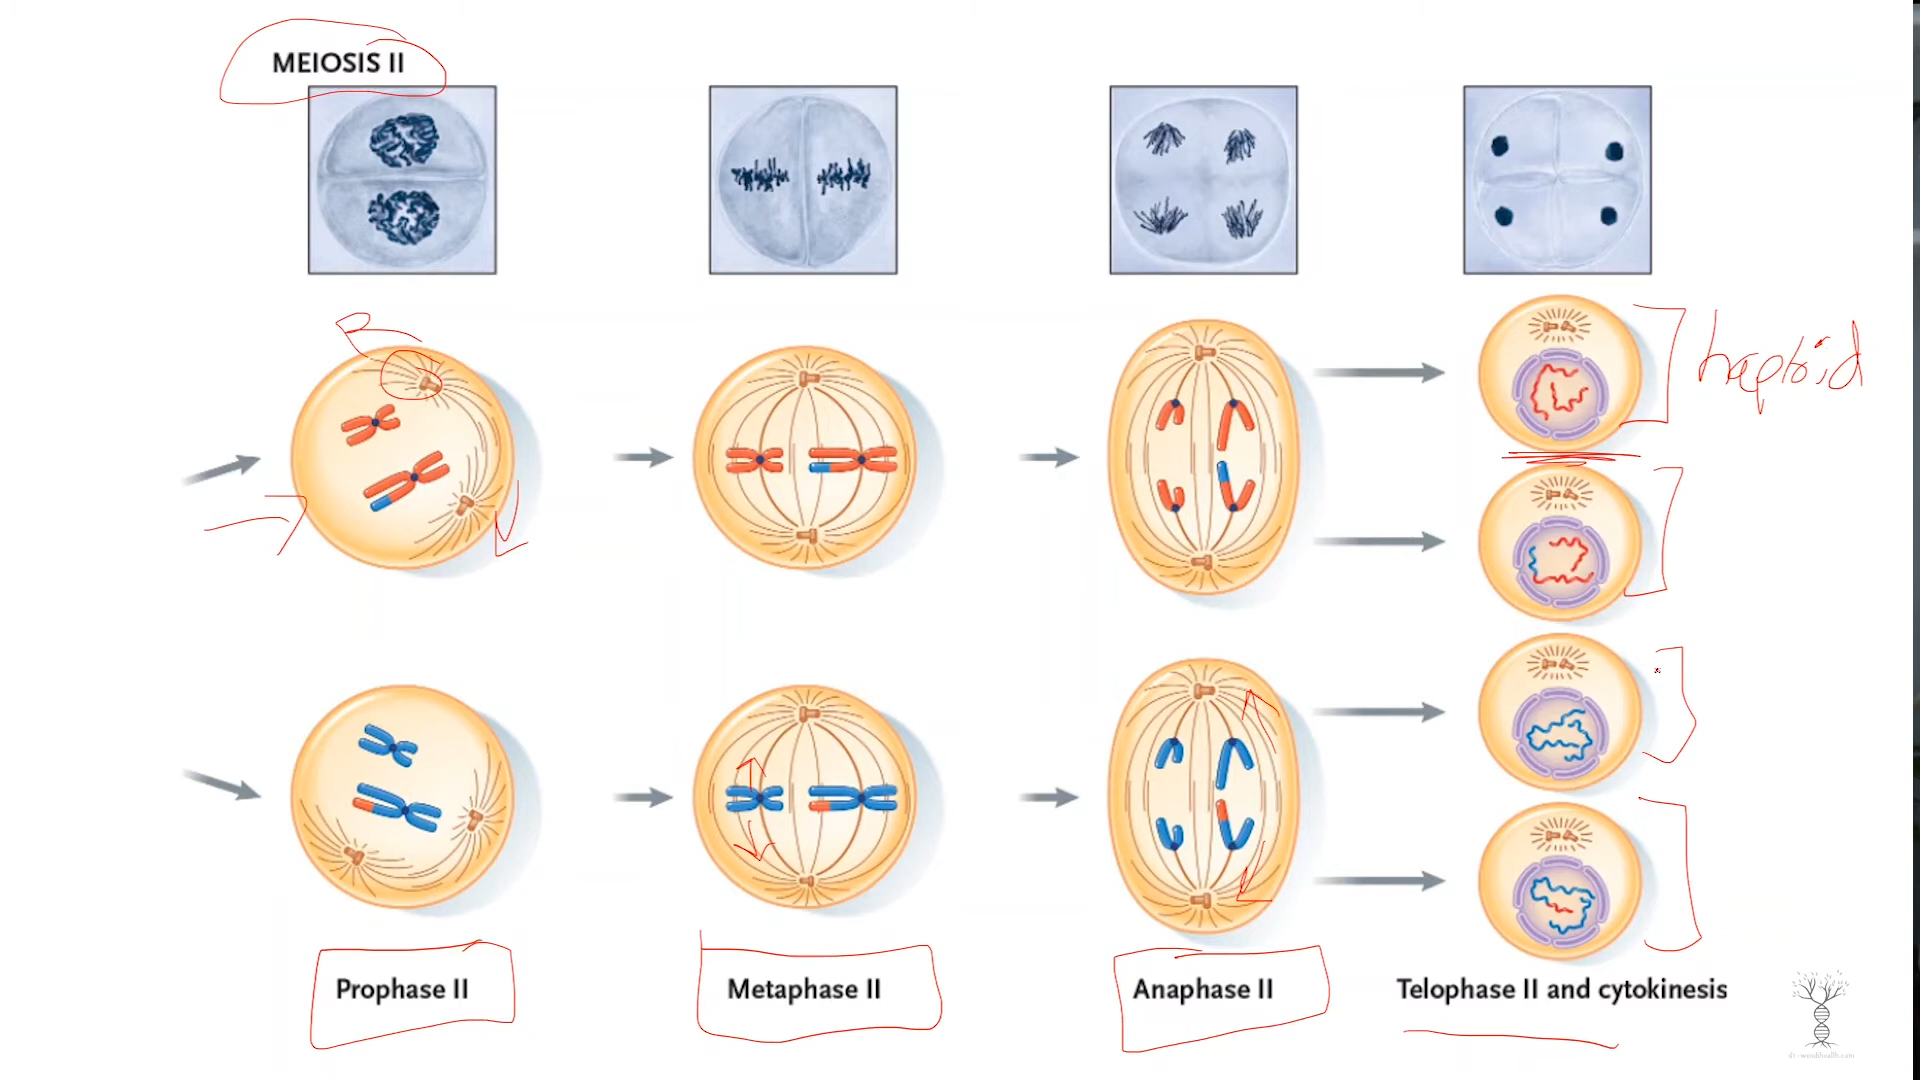 MEIOSIS II
haploid
Prophase II
Metaphase II
Anaphase II
Telophase II and cytokinesis